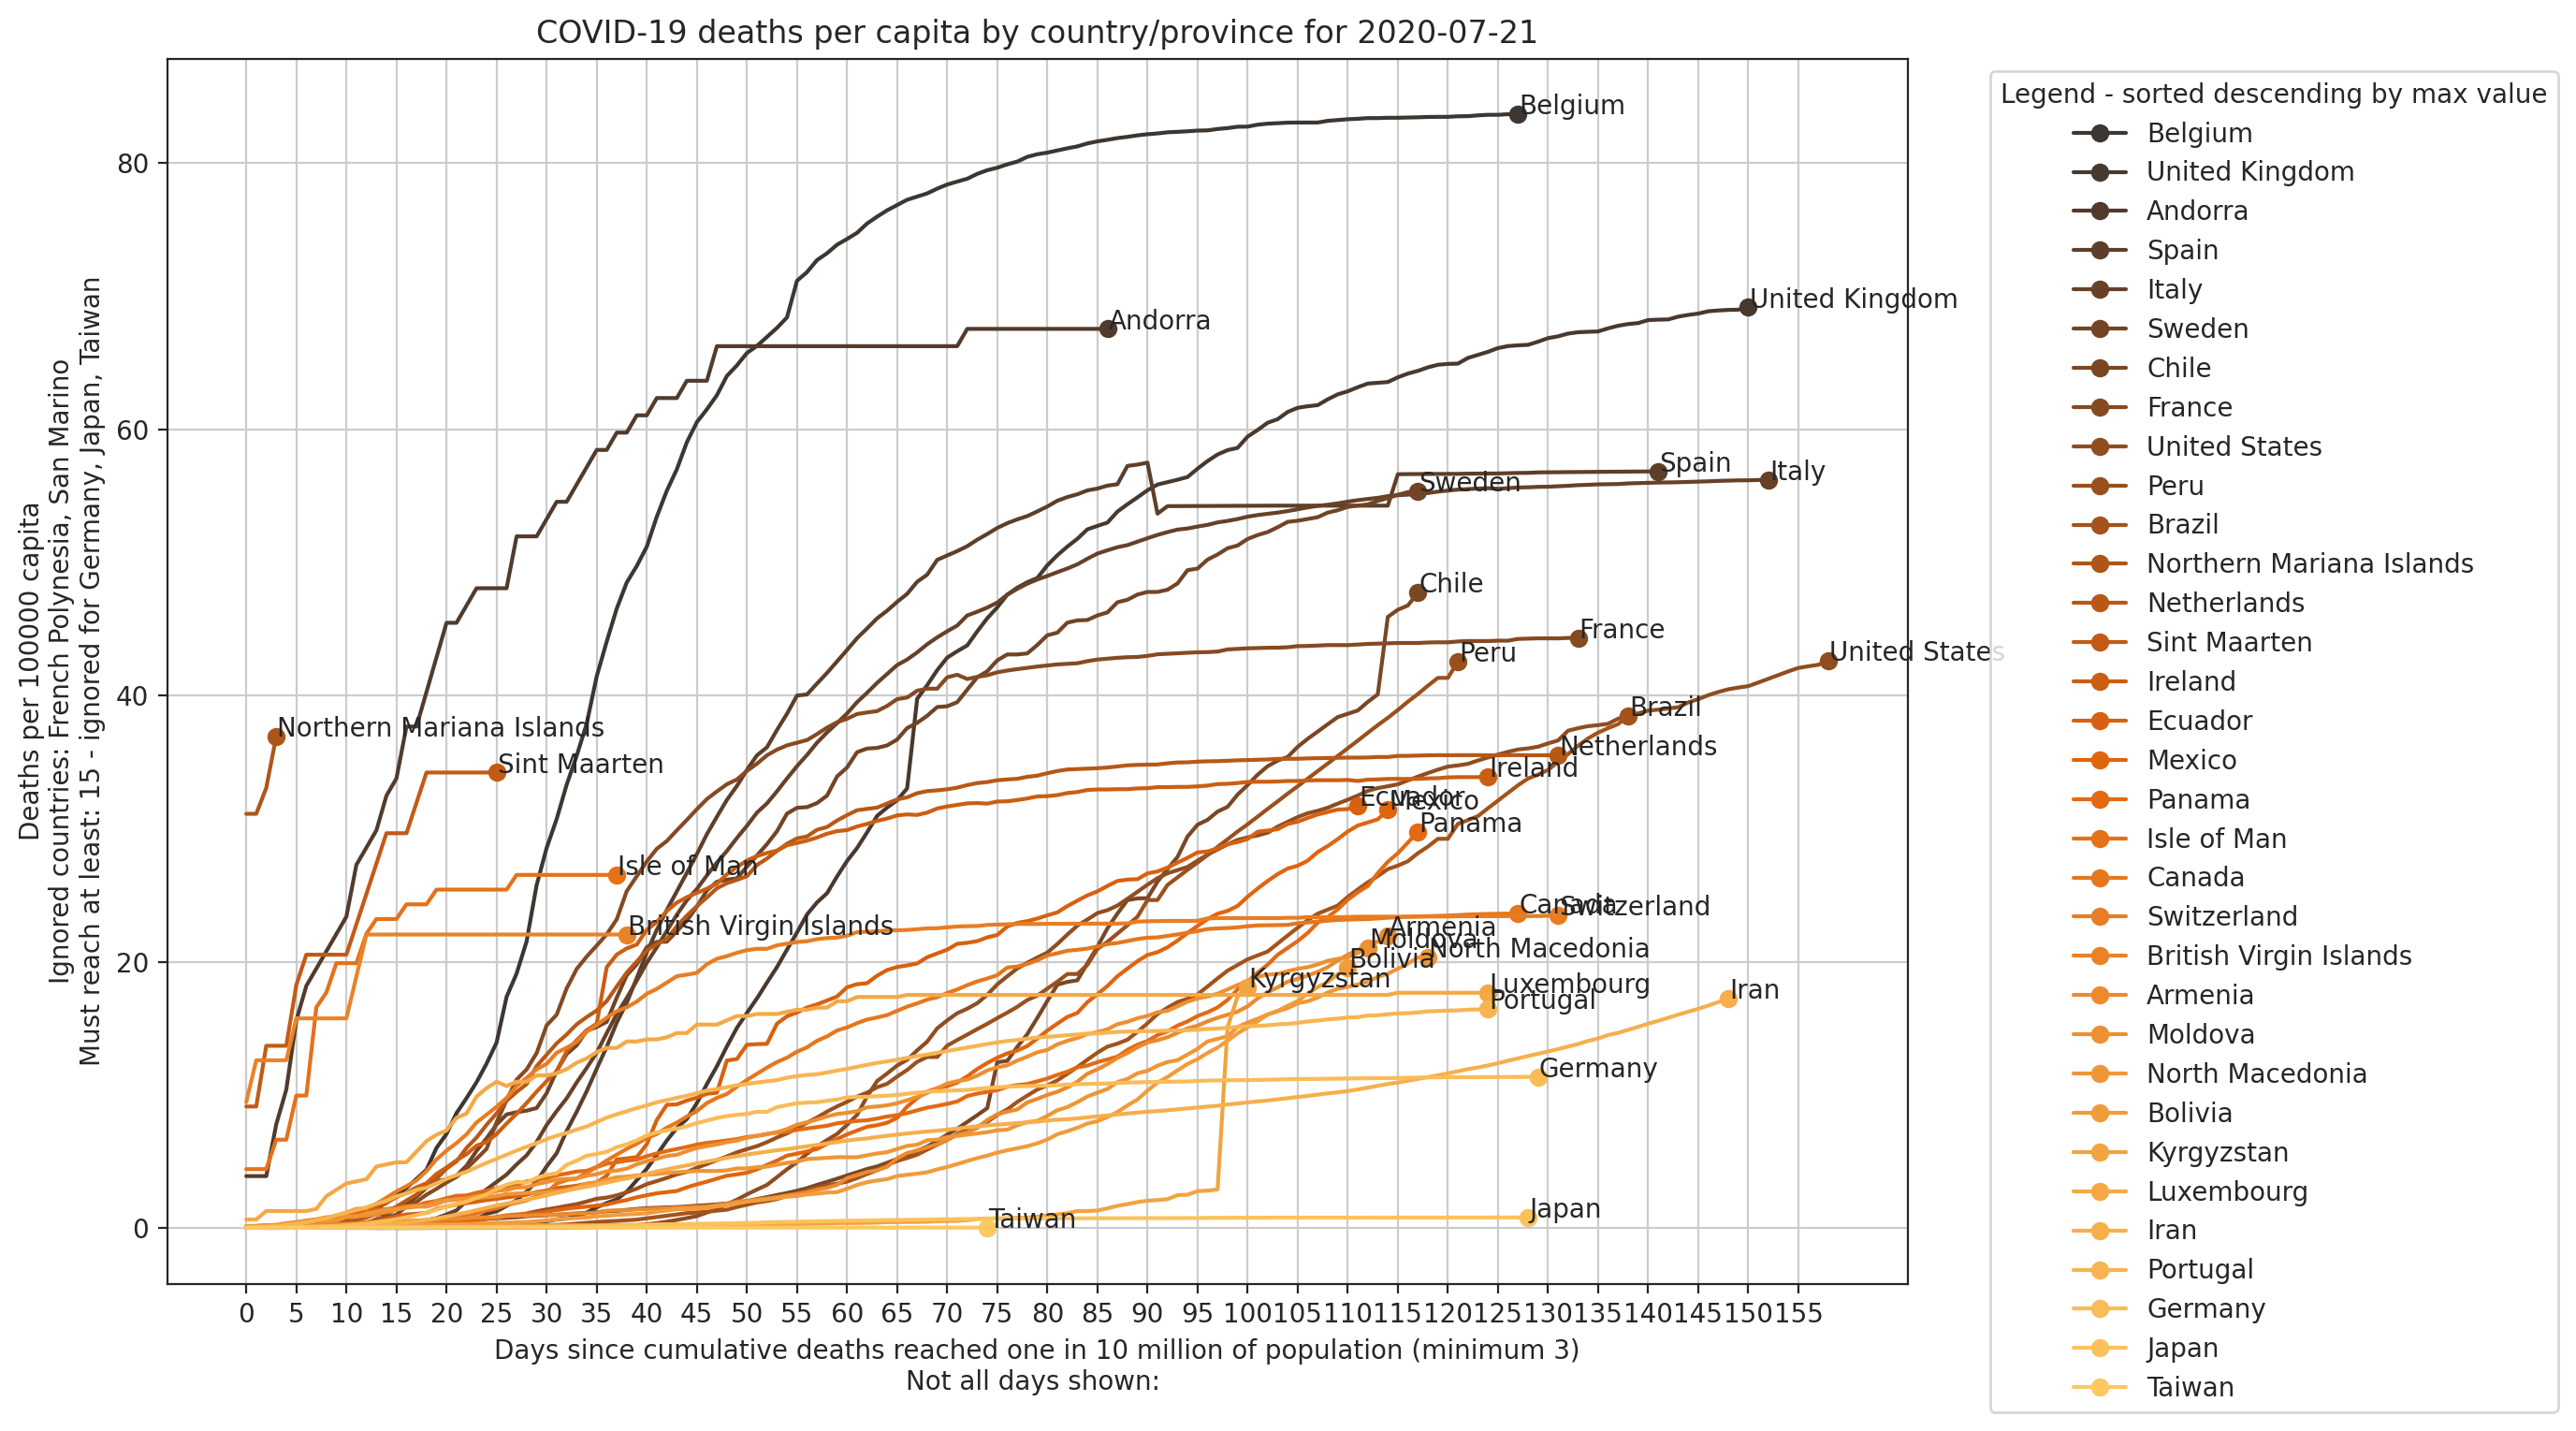 COVID-19 deaths per capita by country/province for 2020-07-21
Deaths per 100000 capita
Ignored countries: French Polynesia, San Marino
Must reach at least: 15 - ignored for Germany, Japan, Taiwan
80
60
40
20
0
Belgium
United Kingdom
Andorra
Spain
Italy
Sweden
Chile
France
Peru
United States
Brazil
Northern Mariana Islands
Netherlands
Sint Maarten
Ireland
Ecuador
Mexico
Panama
Isle of Man
Canada
Switzerland
British Virgin Islands
Armenia
Moldova
North Macedonia
Bolivia
Kyrgyzstan
Luxembourg
Iran
Portugal
Germany
Japan
Taiwan
0 5 10 15 20 25 30 35 40 45 50 55 60 65 70 75 80 85 90 95 100 105 110 115 120 125 130 135 140 145 150 155
Days since cumulative deaths reached one in 10 million of population (minimum 3)
Not all days shown:
Legend - sorted descending by max value
Belgium
United Kingdom
Andorra
Spain
Italy
Sweden
Chile
France
United States
Peru
Brazil
Northern Mariana Islands
Netherlands
Sint Maarten
Ireland
Ecuador
Mexico
Panama
Isle of Man
Canada
Switzerland
British Virgin Islands
Armenia
Moldova
North Macedonia
Bolivia
Kyrgyzstan
Luxembourg
Iran
Portugal
Germany
Japan
Taiwan